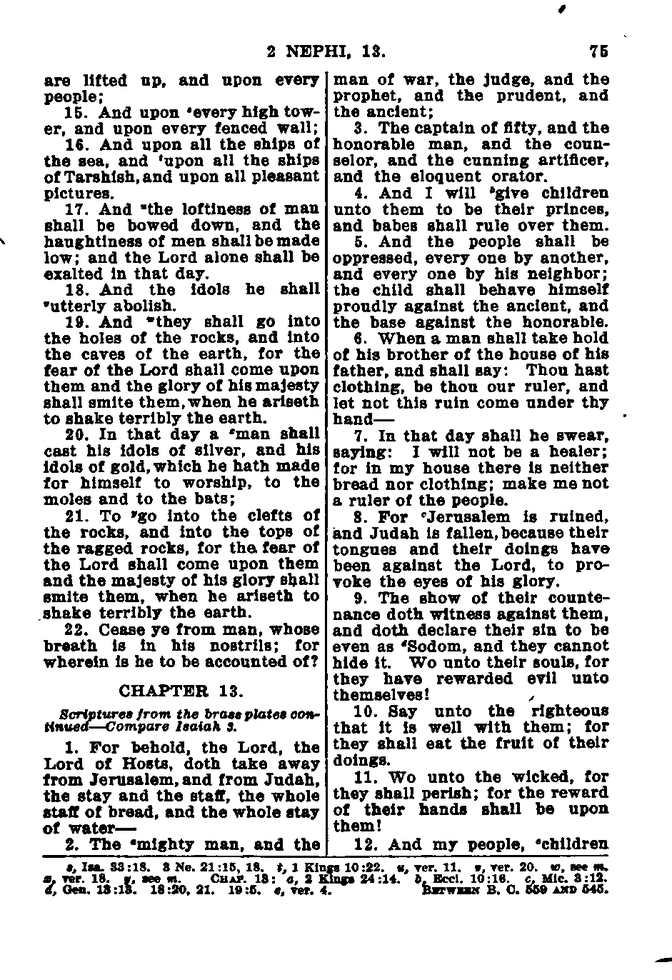 2 NEPHI, 13. 75
are lifted up, and upon every
people;
15. And upon ˢevery high tow-
er, and upon every fenced wall;
16. And upon all the ships of
the sea, and ᵗupon all the ships
of Tarshish, and upon all pleasant
pictures.
17. And ᵘthe loftiness of man
shall be bowed down, and the
haughtiness of men shall be made
low; and the Lord alone shall be
exalted in that day.
18. And the idols he shall
ᵛutterly abolish.
19. And ʷthey shall go into
the holes of the rocks, and into
the caves of the earth, for the
fear of the Lord shall come upon
them and the glory of his majesty
shall smite them, when he ariseth
to shake terribly the earth.
20. In that day a ˣman shall
cast his idols of silver, and his
idols of gold, which he hath made
for himself to worship, to the
moles and to the bats;
21. To ʸgo into the clefts of
the rocks, and into the tops of
the ragged rocks, for the fear of
the Lord shall come upon them
and the majesty of his glory shall
smite them, when he ariseth to
shake terribly the earth.
22. Cease ye from man, whose
breath is in his nostrils; for
wherein is he to be accounted of?
CHAPTER 13.
Scriptures from the brass plates con-
tinued—Compare Isaiah 3.
1. For behold, the Lord, the
Lord of Hosts, doth take away
from Jerusalem, and from Judah,
the stay and the staff, the whole
staff of bread, and the whole stay
of water—
2. The ᵃmighty man, and the
man of war, the judge, and the
prophet, and the prudent, and
the ancient;
3. The captain of fifty, and the
honorable man, and the coun-
selor, and the cunning artificer,
and the eloquent orator.
4. And I will ᵇgive children
unto them to be their princes,
and babes shall rule over them.
5. And the people shall be
oppressed, every one by another,
and every one by his neighbor;
the child shall behave himself
proudly against the ancient, and
the base against the honorable.
6. When a man shall take hold
of his brother of the house of his
father, and shall say: Thou hast
clothing, be thou our ruler, and
let not this ruin come under thy
hand—
7. In that day shall he swear,
saying: I will not be a healer;
for in my house there is neither
bread nor clothing; make me not
a ruler of the people.
8. For ᶜJerusalem is ruined,
and Judah is fallen, because their
tongues and their doings have
been against the Lord, to pro-
voke the eyes of his glory.
9. The show of their counte-
nance doth witness against them,
and doth declare their sin to be
even as ᵈSodom, and they cannot
hide it. Wo unto their souls, for
they have rewarded evil unto
themselves!
10. Say unto the righteous
that it is well with them; for
they shall eat the fruit of their
doings.
11. Wo unto the wicked, for
they shall perish; for the reward
of their hands shall be upon
them!
12. And my people, ᵉchildren
s, Isa. 33:18. 3 Ne. 21:15, 18. t, 1 Kings 10:22. u, ver. 11. v, ver. 20. w, see m.
x, ver. 18. y, see m. CHAP. 13: a, 2 Kings 24:14. b, Eccl. 10:16. c, Mic. 3:12.
d, Gen. 13:13. 18:20, 21. 19:5. e, ver. 4. BETWEEN B. C. 559 AND 545.